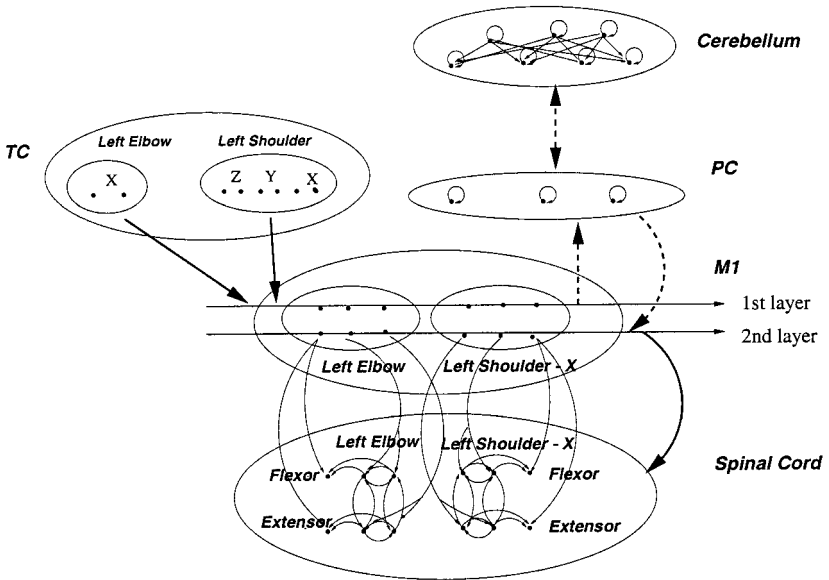 Cerebellum
TC
Left Elbow
Left Shoulder
X
Z Y X
PC
M1
1st layer
2nd layer
Left Elbow
Left Shoulder - X
Left Elbow
Left Shoulder - X
Flexor
Flexor
Spinal Cord
Extensor
Extensor